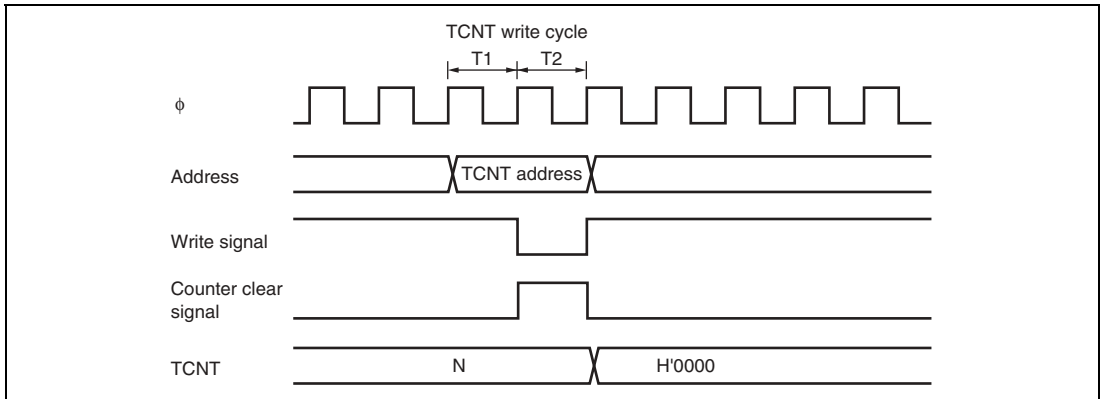 TCNT write cycle
T1 T2
ϕ
Address
TCNT address
Write signal
Counter clear
signal
TCNT
N
H'0000